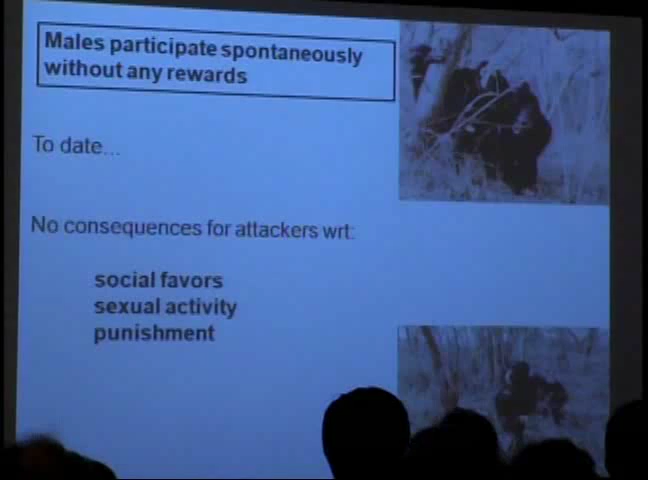 Males participate spontaneously
without any rewards
To date...
No consequences for attackers wrt:
social favors
sexual activity
punishment